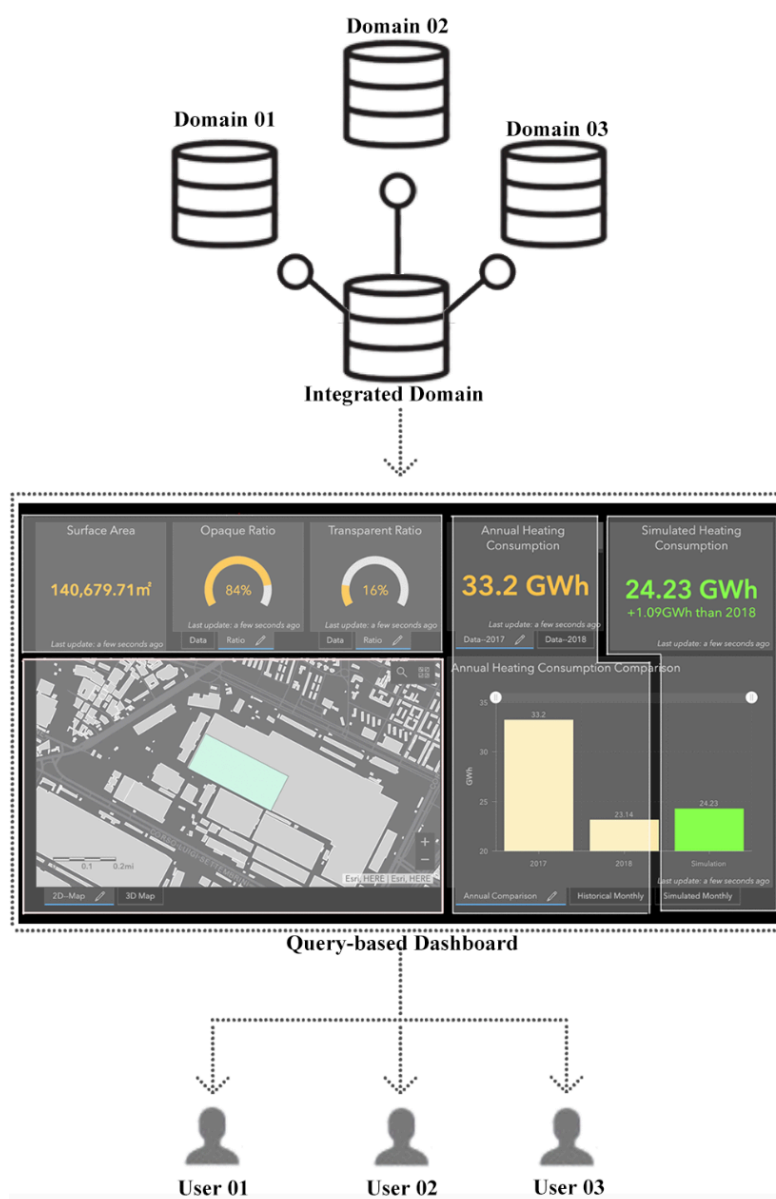 Domain 02
Domain 01
Domain 03
Integrated Domain
Surface Area
140,679.71㎡
Last update: a few seconds ago
Opaque Ratio
84%
Last update: a few seconds ago
Data
Ratio
Transparent Ratio
16%
Last update: a few seconds ago
Data
Ratio
Annual Heating
Consumption
33.2 GWh
Last update: a few seconds ago
Data--2017
Data--2018
Simulated Heating
Consumption
24.23 GWh
+1.09GWh than 2018
Last update: a few seconds ago
0.1
0.2mi
+
−
Esri, HERE | Esri, HERE
2D--Map
3D Map
Annual Heating Consumption Comparison
35
30
25
20
GWh
33.2
23.14
24.23
2017
2018
Simulation
Last update: a few seconds ago
Annual Comparison
Historical Monthly
Simulated Monthly
Query-based Dashboard
User 01
User 02
User 03